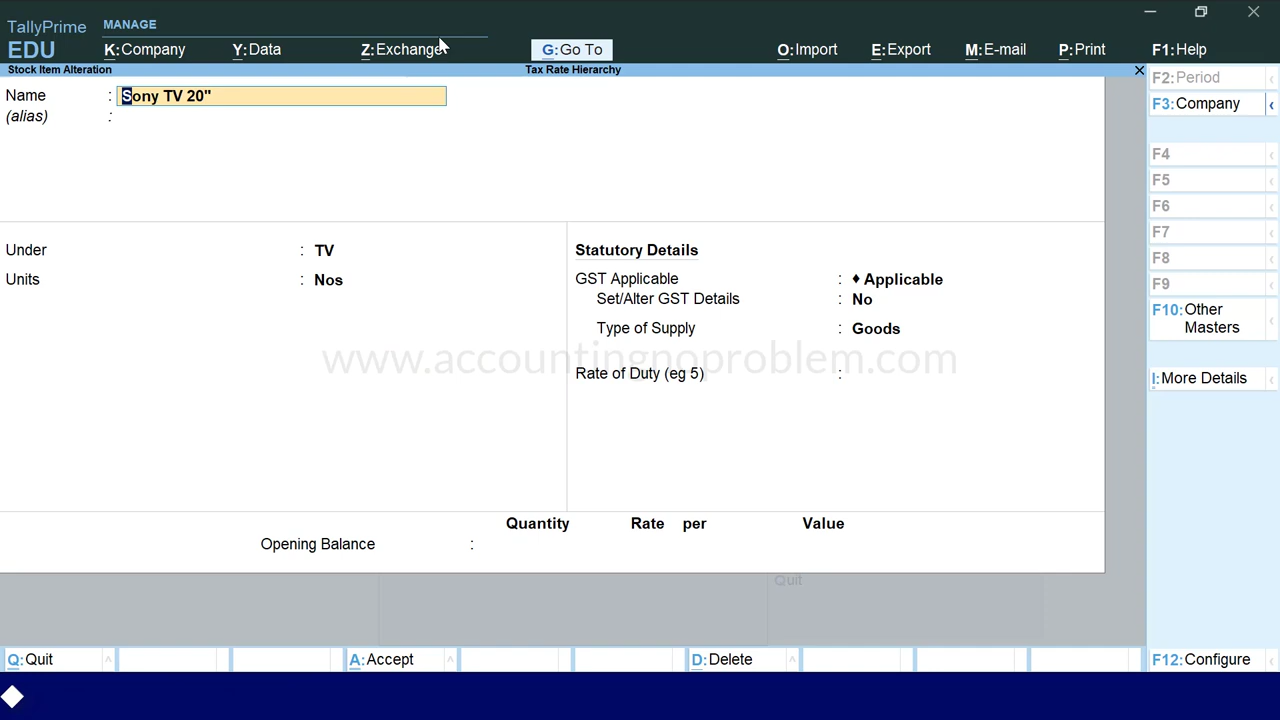 TallyPrime
MANAGE
EDU
K:Company
Y:Data
Z:Exchange
G:Go To
O:Import
E:Export
M:E-mail
P:Print
F1:Help
Stock Item Alteration
Tax Rate Hierarchy
Name : Sony TV 20"
(alias) :
Under : TV
Units : Nos
Statutory Details
GST Applicable : ♦ Applicable
Set/Alter GST Details : No
Type of Supply : Goods
Rate of Duty (eg 5) :
www.accountingnoproblem.com
Quantity Rate per Value
Opening Balance :
Quit
F2:Period
F3:Company
F4
F5
F6
F7
F8
F9
F10:Other
Masters
I:More Details
Q:Quit
A:Accept
D:Delete
F12:Configure